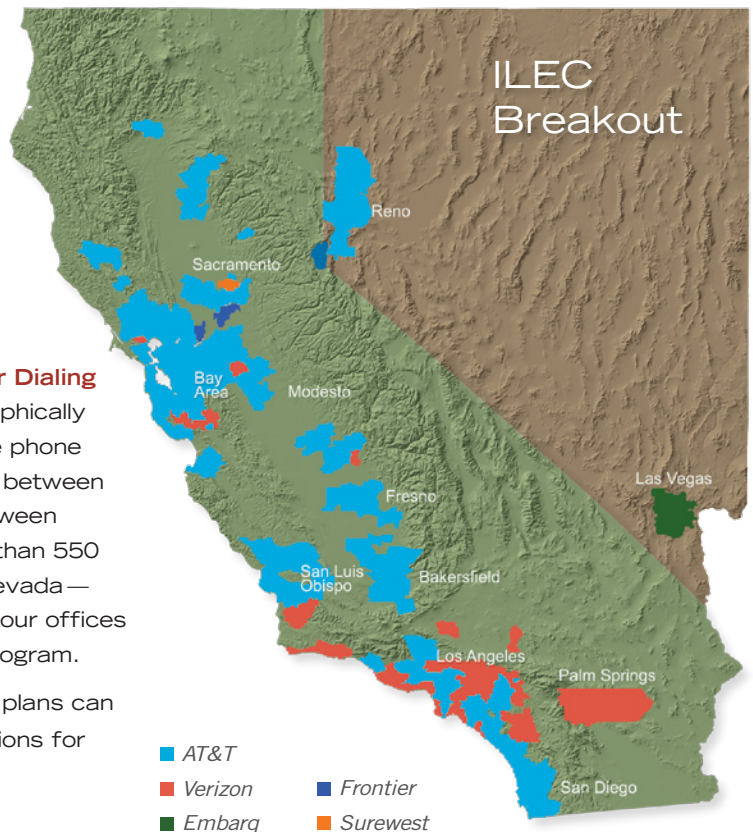 ILEC
Breakout
Reno
Sacramento
r Dialing
phically
e phone
between
ween
than 550
evada—
our offices
ogram.
plans can
ions for
Bay
Area
Modesto
Fresno
Las Vegas
San Luis
Obispo
Bakersfield
Los Angeles
Palm Springs
San Diego
AT&T
Verizon
Frontier
Embarq
Surewest